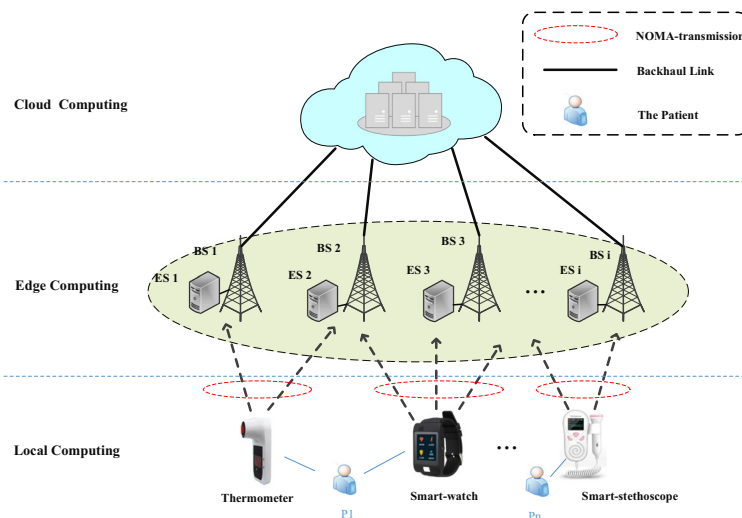 NOMA-transmission
Backhaul Link
The Patient
Cloud Computing
BS 1
BS 2
BS 3
BS i
ES 1
ES 2
ES 3
ES i
...
Edge Computing
Local Computing
...
Thermometer
Smart-watch
Smart-stethoscope
P1
Pn